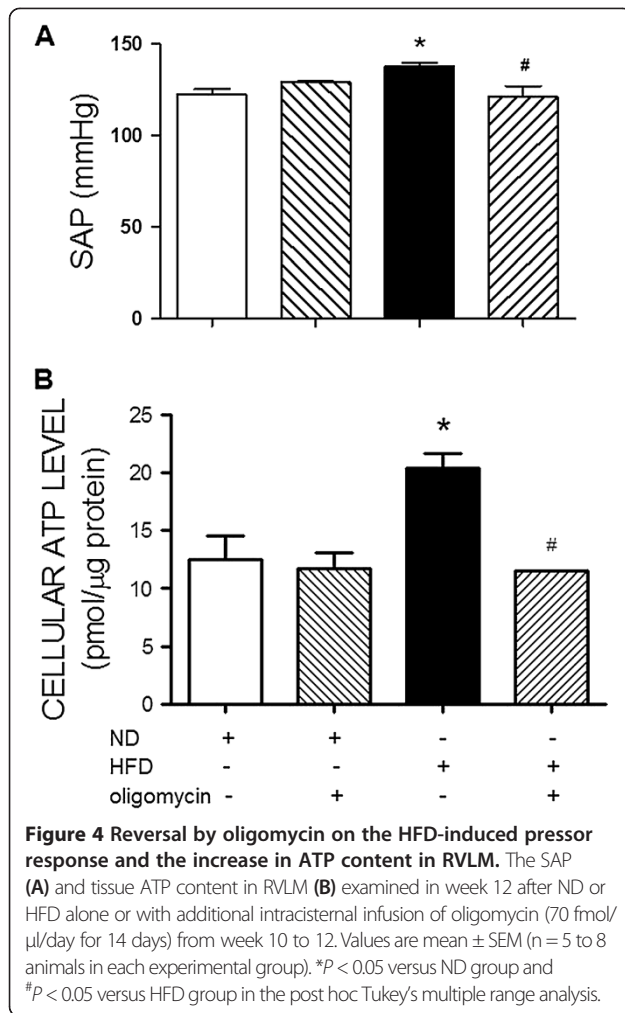 A
SAP (mmHg)
150
100
50
0
*
#
B
CELLULAR ATP LEVEL
(pmol/µg protein)
25
20
15
10
5
0
*
#
ND + + - -
HFD - - + +
oligomycin - + - +
Figure 4 Reversal by oligomycin on the HFD-induced pressor
response and the increase in ATP content in RVLM. The SAP
(A) and tissue ATP content in RVLM (B) examined in week 12 after ND or
HFD alone or with additional intracisternal infusion of oligomycin (70 fmol/
µl/day for 14 days) from week 10 to 12. Values are mean ± SEM (n = 5 to 8
animals in each experimental group). *P < 0.05 versus ND group and
#P < 0.05 versus HFD group in the post hoc Tukey's multiple range analysis.